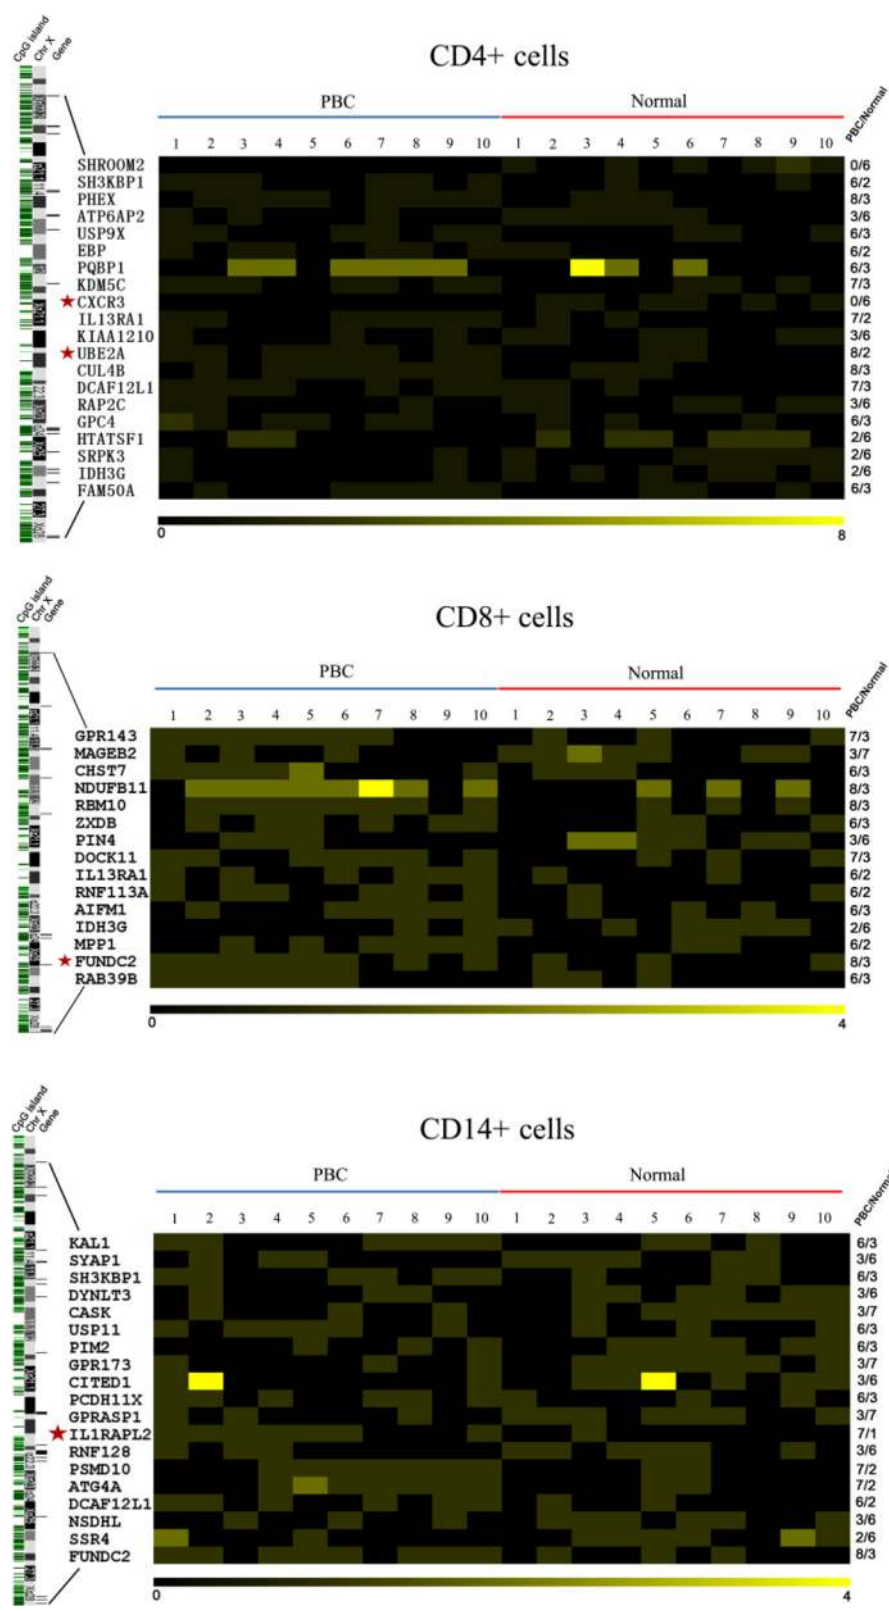 CpG island Chr X Gene
CD4+ cells
PBC Normal PBC/Normal
1 2 3 4 5 6 7 8 9 10 1 2 3 4 5 6 7 8 9 10
SHROOM2 0/6
SH3KBP1 6/2
PHEX 8/3
ATP6AP2 3/6
USP9X 6/3
EBP 6/2
PQBP1 6/3
KDM5C 7/3
CXCR3 0/6
IL13RA1 7/2
KIAA1210 3/6
UBE2A 8/2
CUL4B 8/3
DCAF12L1 7/3
RAP2C 3/6
GPC4 6/3
HTATSF1 2/6
SRPK3 2/6
IDH3G 2/6
FAM50A 6/3
0 8
CpG island Chr X Gene
CD8+ cells
PBC Normal PBC/Normal
1 2 3 4 5 6 7 8 9 10 1 2 3 4 5 6 7 8 9 10
GPR143 7/3
MAGEB2 3/7
CHST7 6/3
NDUFB11 8/3
RBM10 8/3
ZXDB 6/3
PIN4 3/6
DOCK11 7/3
IL13RA1 6/2
RNF113A 6/2
AIFM1 6/3
IDH3G 2/6
MPP1 6/2
FUNDC2 8/3
RAB39B 6/3
0 4
CpG island Chr X Gene
CD14+ cells
PBC Normal PBC/Normal
1 2 3 4 5 6 7 8 9 10 1 2 3 4 5 6 7 8 9 10
KAL1 6/3
SYAP1 3/6
SH3KBP1 6/3
DYNLT3 3/6
CASK 3/7
USP11 6/3
PIM2 6/3
GPR173 3/7
CITED1 3/6
PCDH11X 6/3
GPRASP1 3/7
IL1RAPL2 7/1
RNF128 3/6
PSMD10 7/2
ATG4A 7/2
DCAF12L1 6/2
NSDHL 3/6
SSR4 2/6
FUNDC2 8/3
0 4